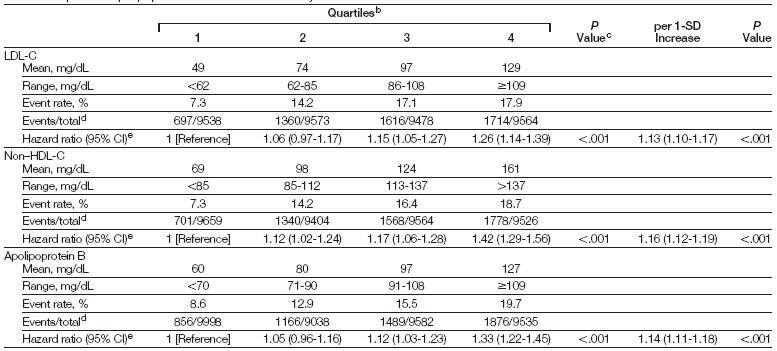 Quartilesb
P per 1-SD P
1 2 3 4 Valuec Increase Value
LDL-C
Mean, mg/dL 49 74 97 129
Range, mg/dL <62 62-85 86-108 ≥109
Event rate, % 7.3 14.2 17.1 17.9
Events/totald 697/9538 1360/9573 1616/9478 1714/9564
Hazard ratio (95% CI)e 1 [Reference] 1.06 (0.97-1.17) 1.15 (1.05-1.27) 1.26 (1.14-1.39) <.001 1.13 (1.10-1.17) <.001
Non–HDL-C
Mean, mg/dL 69 98 124 161
Range, mg/dL <85 85-112 113-137 >137
Event rate, % 7.3 14.2 16.4 18.7
Events/totald 701/9659 1340/9404 1568/9564 1778/9526
Hazard ratio (95% CI)e 1 [Reference] 1.12 (1.02-1.24) 1.17 (1.06-1.28) 1.42 (1.29-1.56) <.001 1.16 (1.12-1.19) <.001
Apolipoprotein B
Mean, mg/dL 60 80 97 127
Range, mg/dL <70 71-90 91-108 ≥109
Event rate, % 8.6 12.9 15.5 19.7
Events/totald 856/9998 1166/9038 1489/9582 1876/9535
Hazard ratio (95% CI)e 1 [Reference] 1.05 (0.96-1.16) 1.12 (1.03-1.23) 1.33 (1.22-1.45) <.001 1.14 (1.11-1.18) <.001